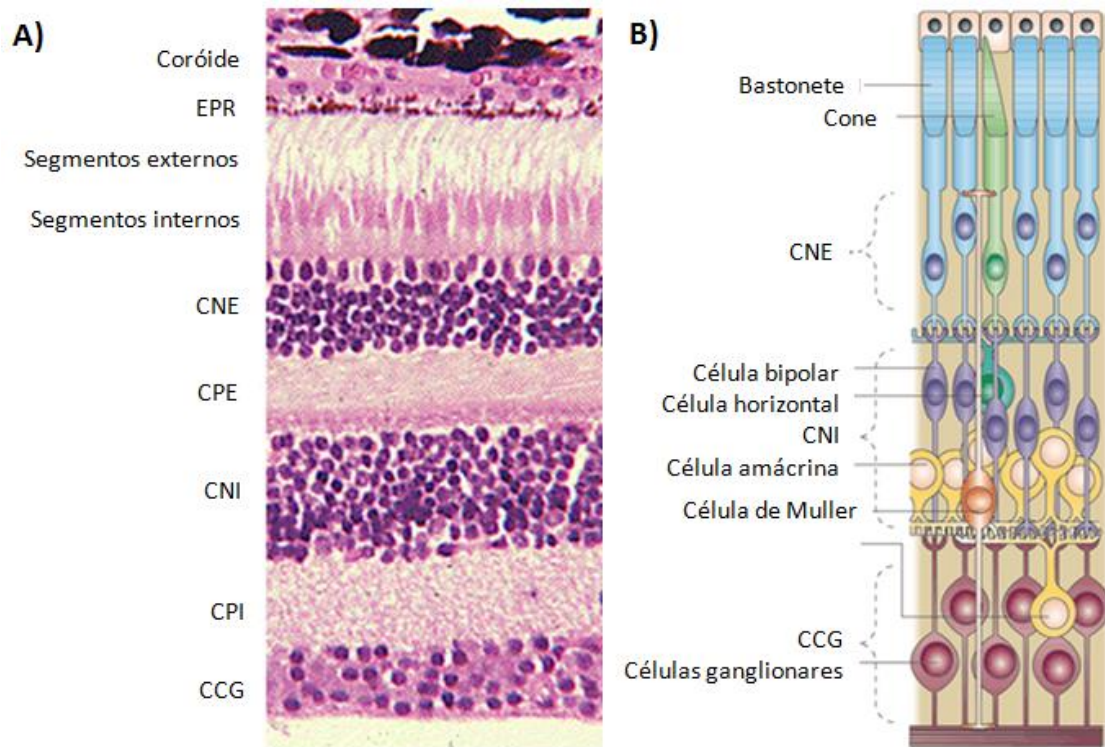 A)
Coróide
EPR
Segmentos externos
Segmentos internos
CNE
CPE
CNI
CPI
CCG
B)
Bastonete
Cone
CNE
Célula bipolar
Célula horizontal
CNI
Célula amácrina
Célula de Muller
CCG
Células ganglionares